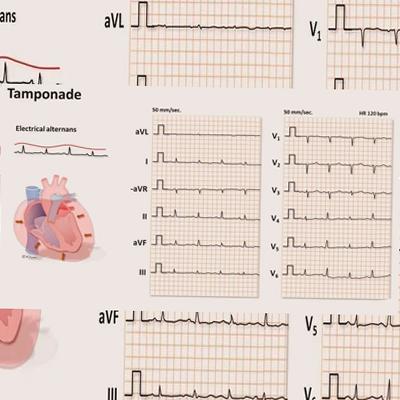 ans
aVL
V1
Tamponade
50 mm/sec.
50 mm/sec.
HR 120 bpm
Electrical alternans
aVL
I
-aVR
II
aVF
III
V1
V2
V3
V4
V5
V6
aVF
V5
III